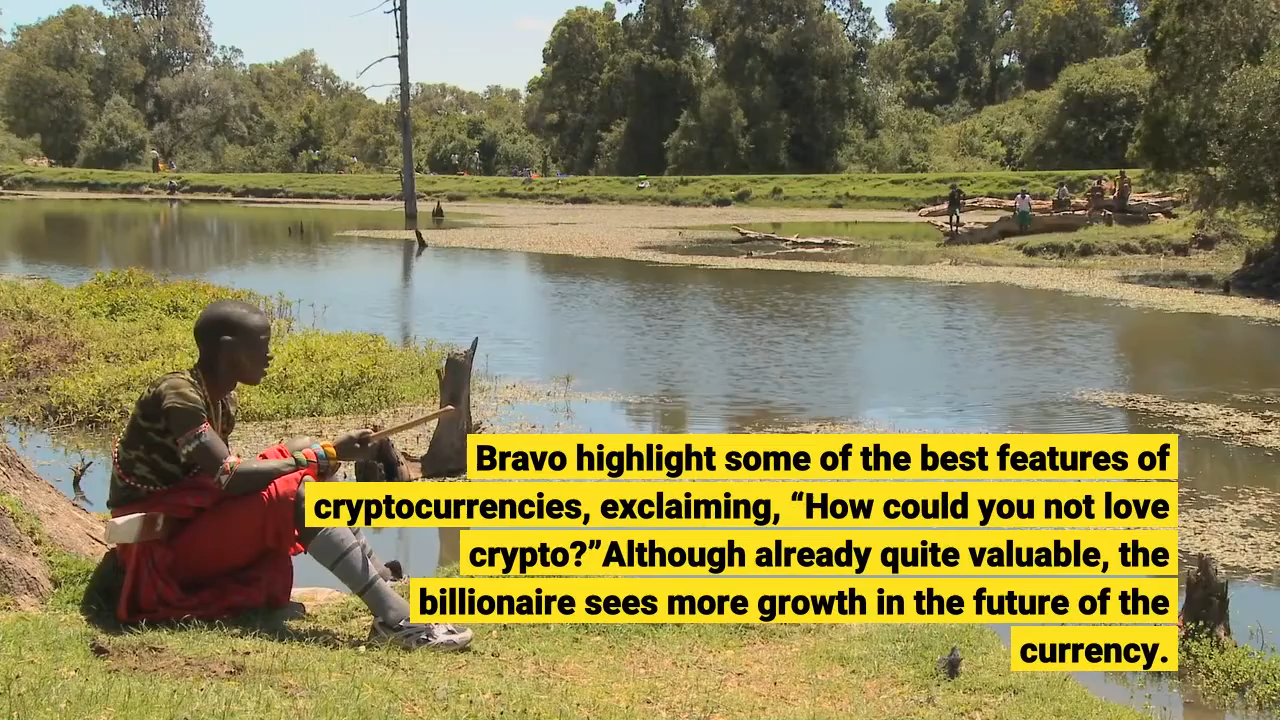 Bravo highlight some of the best features of
cryptocurrencies, exclaiming, “How could you not love
crypto?”Although already quite valuable, the
billionaire sees more growth in the future of the
currency.